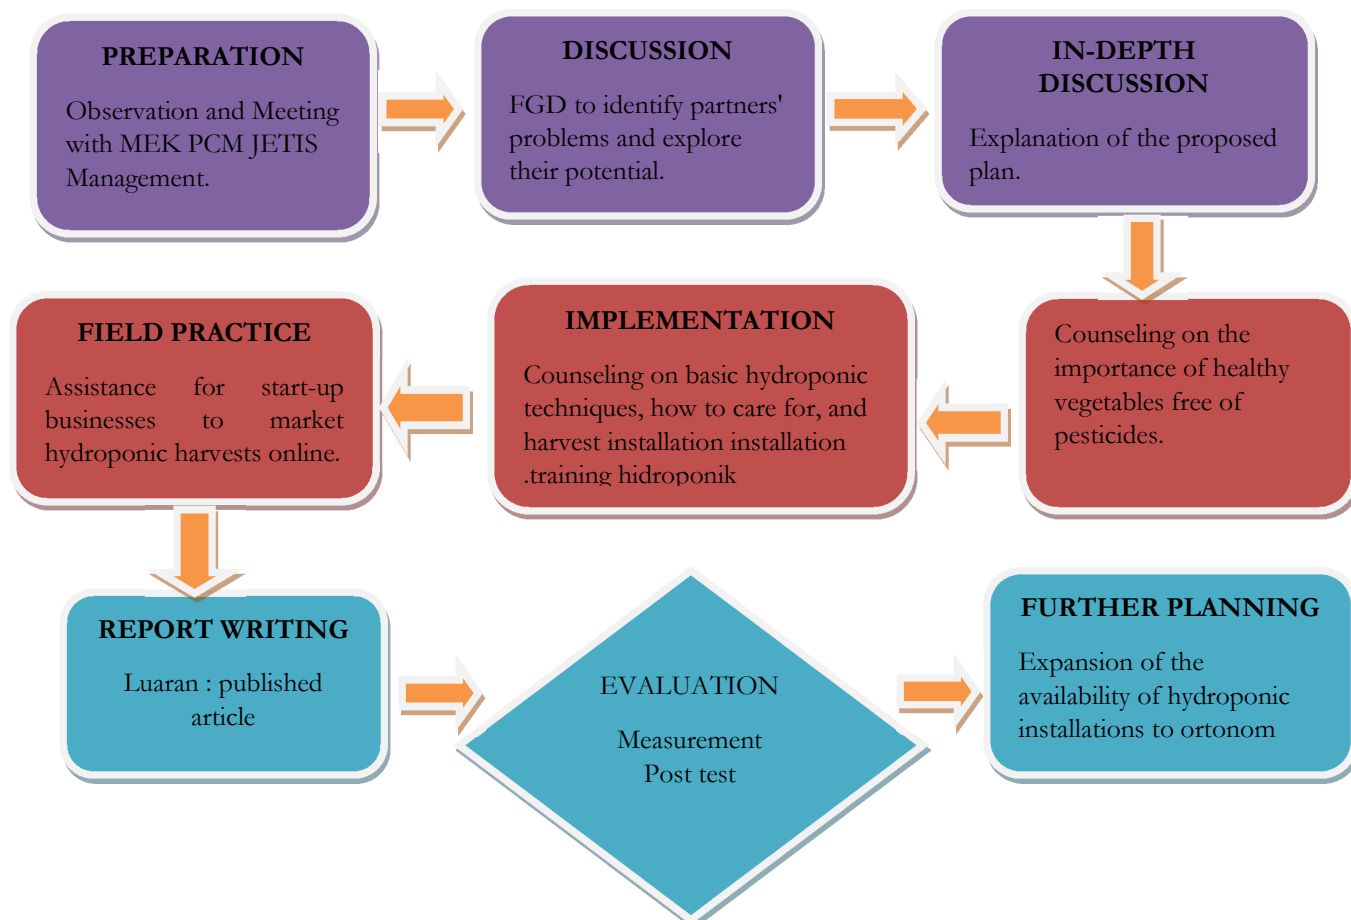 PREPARATION
Observation and Meeting
with MEK PCM JETIS
Management.
DISCUSSION
FGD to identify partners'
problems and explore
their potential.
IN-DEPTH
DISCUSSION
Explanation of the proposed
plan.
Counseling on the
importance of healthy
vegetables free of
pesticides.
IMPLEMENTATION
Counseling on basic hydroponic
techniques, how to care for, and
harvest installation installation
.training hidroponik
FIELD PRACTICE
Assistance for start-up
businesses to market
hydroponic harvests online.
REPORT WRITING
Luaran : published
article
EVALUATION
Measurement
Post test
FURTHER PLANNING
Expansion of the
availability of hydroponic
installations to ortonom